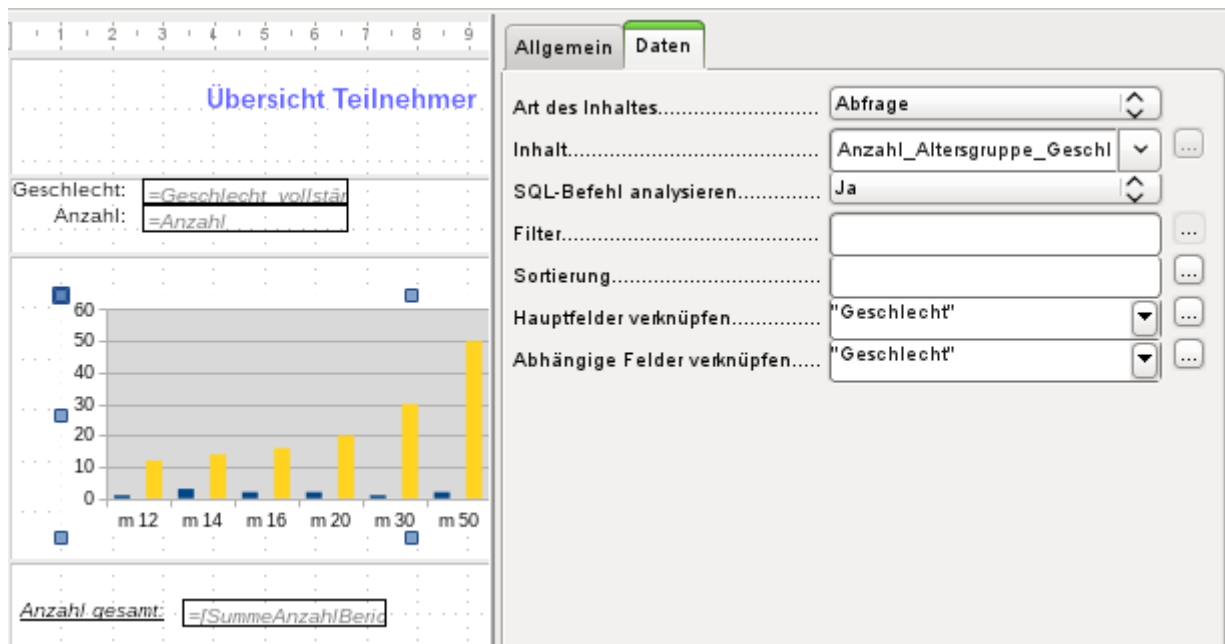 1 2 3 4 5 6 7 8 9
Übersicht Teilnehmer
Geschlecht: =Geschlecht_vollstär
Anzahl: =Anzahl
60
50
40
30
20
10
0
m 12 m 14 m 16 m 20 m 30 m 50
Anzahl gesamt: =[SummeAnzahlBeric
Allgemein Daten
Art des Inhaltes......................... Abfrage
Inhalt....................................... Anzahl_Altersgruppe_Geschl ...
SQL-Befehl analysieren............. Ja
Filter........................................ ...
Sortierung................................ ...
Hauptfelder verknüpfen.............. "Geschlecht" ...
Abhängige Felder verknüpfen..... "Geschlecht" ...